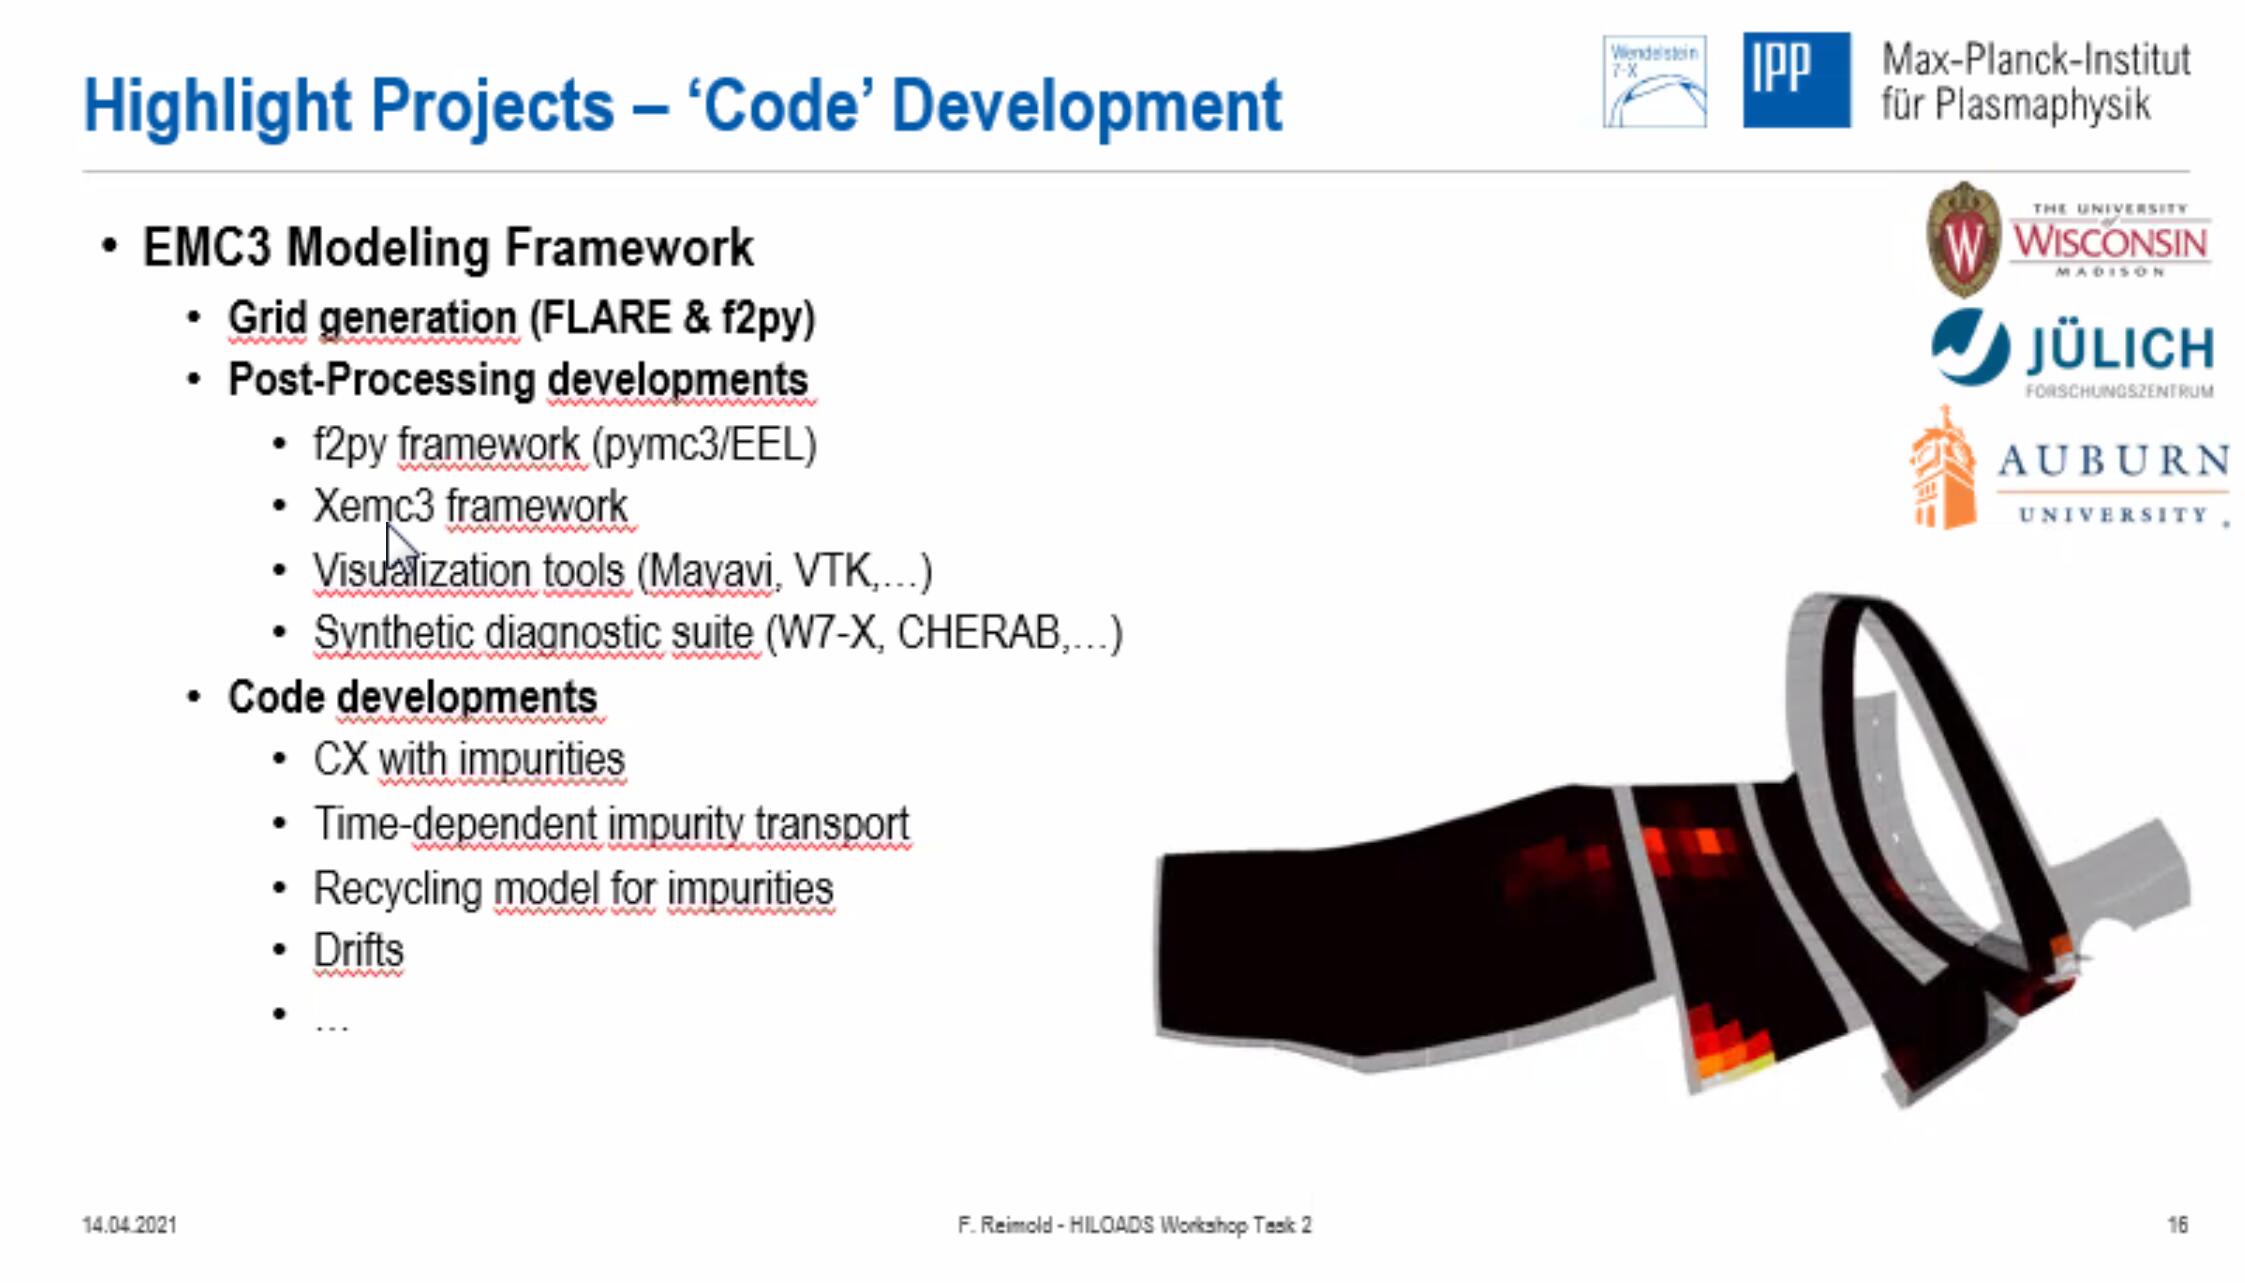 Highlight Projects – ‘Code’ Development
Wendelstein
7-X
IPP
Max-Planck-Institut
für Plasmaphysik
• EMC3 Modeling Framework
• Grid generation (FLARE & f2py)
• Post-Processing developments
• f2py framework (pymc3/EEL)
• Xemc3 framework
• Visualization tools (Mayavi, VTK,…)
• Synthetic diagnostic suite (W7-X, CHERAB,…)
• Code developments
• CX with impurities
• Time-dependent impurity transport
• Recycling model for impurities
• Drifts
• …
W
THE UNIVERSITY
of
WISCONSIN
MADISON
JÜLICH
FORSCHUNGSZENTRUM
AUBURN
UNIVERSITY
14.04.2021
F. Reimold - HILOADS Workshop Task 2
16